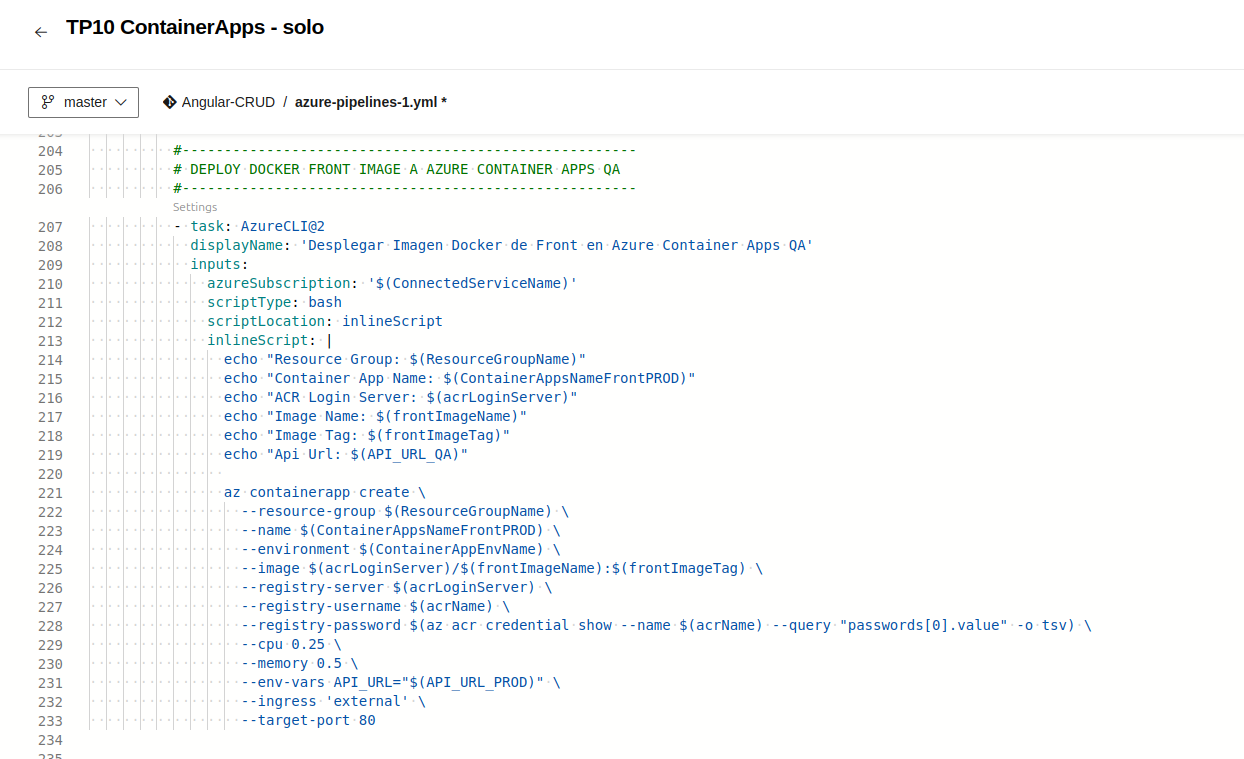 TP10 ContainerApps - solo
master
Angular-CRUD / azure-pipelines-1.yml *
203
204 #------------------------------------------------------
205 # DEPLOY DOCKER FRONT IMAGE A AZURE CONTAINER APPS QA
206 #------------------------------------------------------
Settings
207 - task: AzureCLI@2
208 displayName: 'Desplegar Imagen Docker de Front en Azure Container Apps QA'
209 inputs:
210 azureSubscription: '$(ConnectedServiceName)'
211 scriptType: bash
212 scriptLocation: inlineScript
213 inlineScript: |
214 echo "Resource Group: $(ResourceGroupName)"
215 echo "Container App Name: $(ContainerAppsNameFrontPROD)"
216 echo "ACR Login Server: $(acrLoginServer)"
217 echo "Image Name: $(frontImageName)"
218 echo "Image Tag: $(frontImageTag)"
219 echo "Api Url: $(API_URL_QA)"
220
221 az containerapp create \
222 --resource-group $(ResourceGroupName) \
223 --name $(ContainerAppsNameFrontPROD) \
224 --environment $(ContainerAppEnvName) \
225 --image $(acrLoginServer)/$(frontImageName):$(frontImageTag) \
226 --registry-server $(acrLoginServer) \
227 --registry-username $(acrName) \
228 --registry-password $(az acr credential show --name $(acrName) --query "passwords[0].value" -o tsv) \
229 --cpu 0.25 \
230 --memory 0.5 \
231 --env-vars API_URL="$(API_URL_PROD)" \
232 --ingress 'external' \
233 --target-port 80
234
235